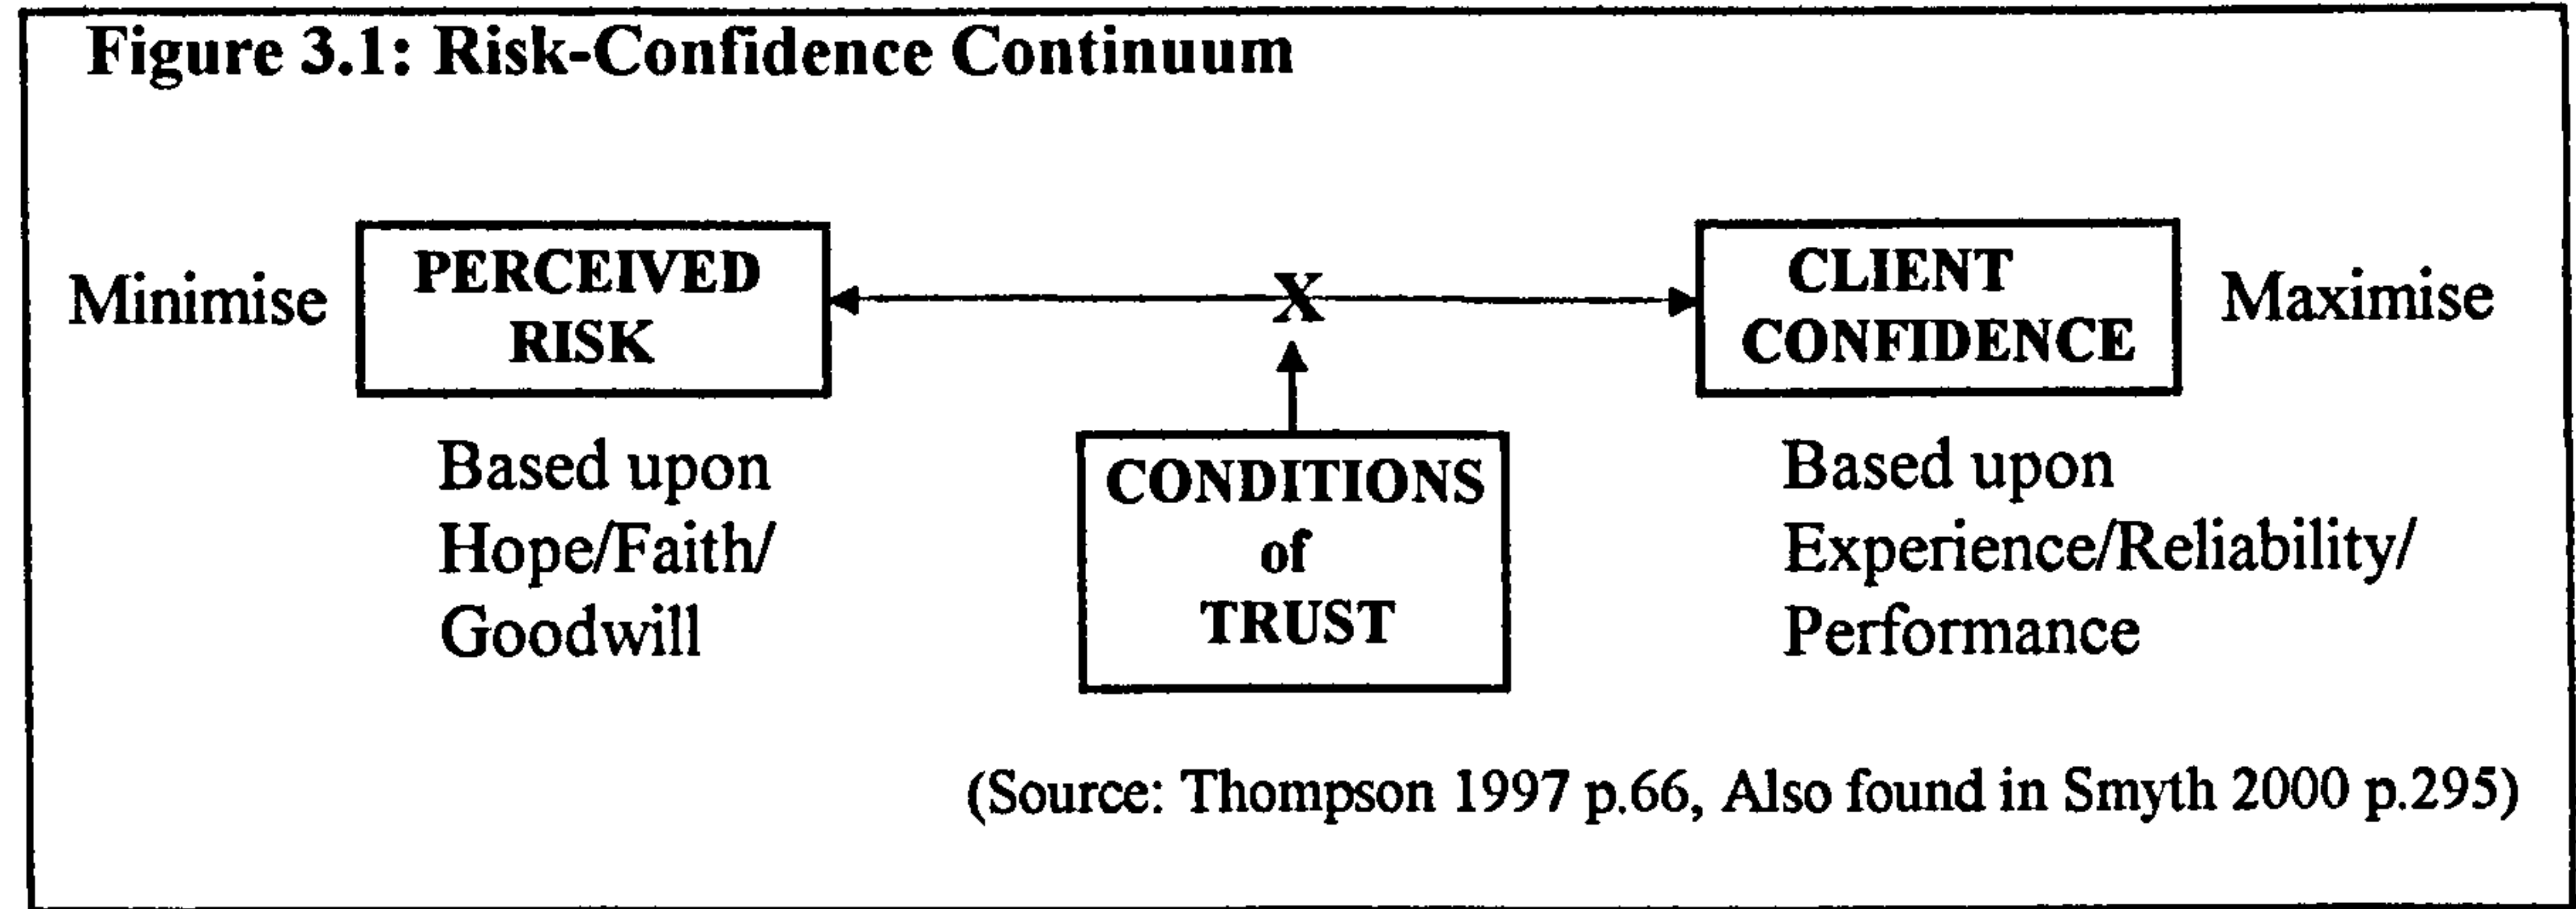 Figure 3.1: Risk-Confidence Continuum
Minimise
PERCEIVED
RISK
X
CLIENT
CONFIDENCE
Maximise
Based upon
Hope/Faith/
Goodwill
CONDITIONS
of
TRUST
Based upon
Experience/Reliability/
Performance
(Source: Thompson 1997 p.66, Also found in Smyth 2000 p.295)